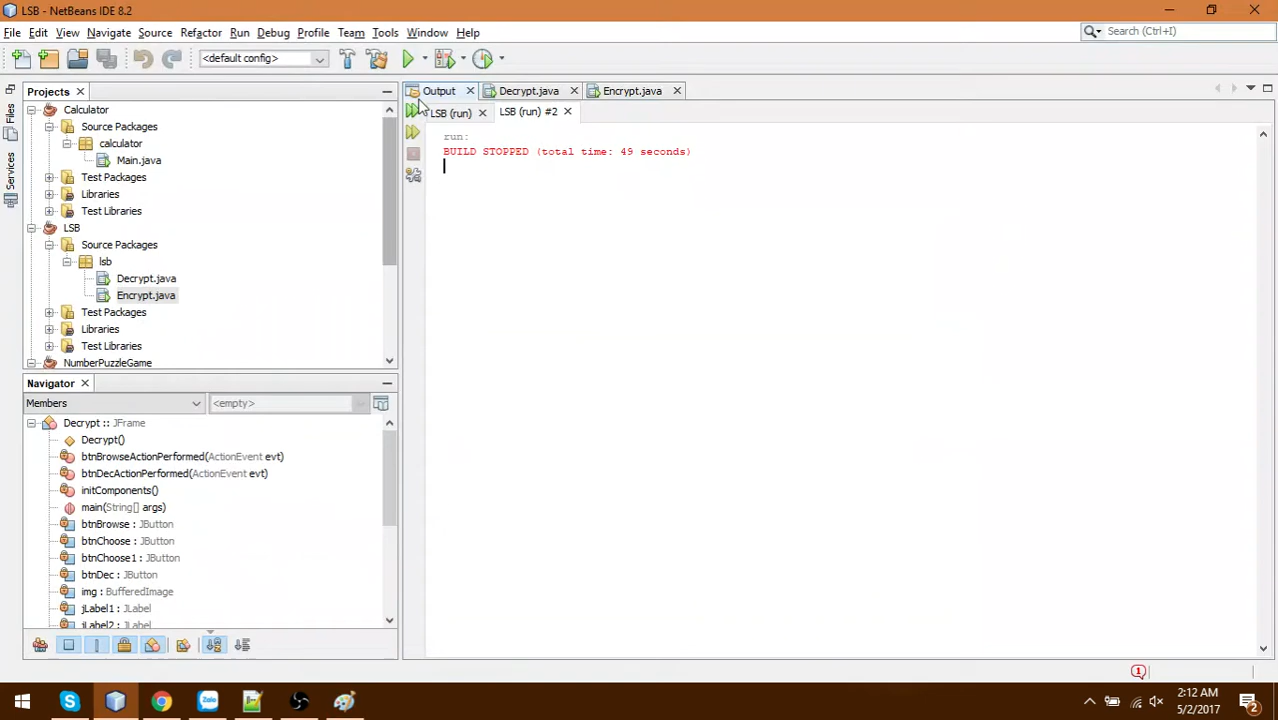 LSB - NetBeans IDE 8.2
File Edit View Navigate Source Refactor Run Debug Profile Team Tools Window Help
Search (Ctrl+I)
<default config>
Projects
Output
Decrypt.java
Encrypt.java
Files
Services
Calculator
Source Packages
calculator
Main.java
Test Packages
Libraries
Test Libraries
LSB
Source Packages
lsb
Decrypt.java
Encrypt.java
Test Packages
Libraries
Test Libraries
NumberPuzzleGame
LSB (run)
LSB (run) #2
run:
BUILD STOPPED (total time: 49 seconds)
Navigator
Members
<empty>
Decrypt :: JFrame
Decrypt()
btnBrowseActionPerformed(ActionEvent evt)
btnDecActionPerformed(ActionEvent evt)
initComponents()
main(String[] args)
btnBrowse : JButton
btnChoose : JButton
btnChoose1 : JButton
btnDec : JButton
img : BufferedImage
jLabel1 : JLabel
jLabel2 : JLabel
1
Zalo
2:12 AM
5/2/2017
2